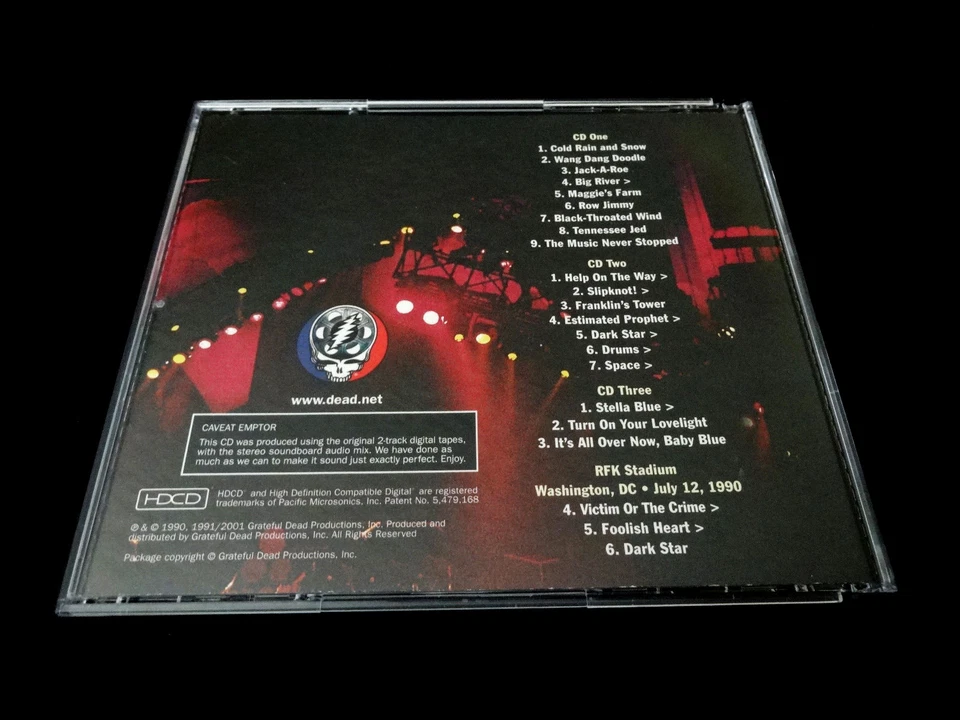 CD One
1. Cold Rain and Snow
2. Wang Dang Doodle
3. Jack-A-Roe
4. Big River >
5. Maggie's Farm
6. Row Jimmy
7. Black-Throated Wind
8. Tennessee Jed
9. The Music Never Stopped
CD Two
1. Help On The Way >
2. Slipknot! >
3. Franklin's Tower
4. Estimated Prophet >
5. Dark Star >
6. Drums >
7. Space >
CD Three
1. Stella Blue >
2. Turn On Your Lovelight
3. It's All Over Now, Baby Blue
RFK Stadium
Washington, DC • July 12, 1990
4. Victim Or The Crime >
5. Foolish Heart >
6. Dark Star
www.dead.net
CAVEAT EMPTOR
This CD was produced using the original 2-track digital tapes,
with the stereo soundboard audio mix. We have done as
much as we can to make it sound just exactly perfect. Enjoy.
HDCD
HDCD™ and High Definition Compatible Digital™ are registered
trademarks of Pacific Microsonics, Inc. Patent No. 5,479,168
℗ & © 1990, 1991/2001 Grateful Dead Productions, Inc. Produced and
distributed by Grateful Dead Productions, Inc. All Rights Reserved
Package copyright © Grateful Dead Productions, Inc.